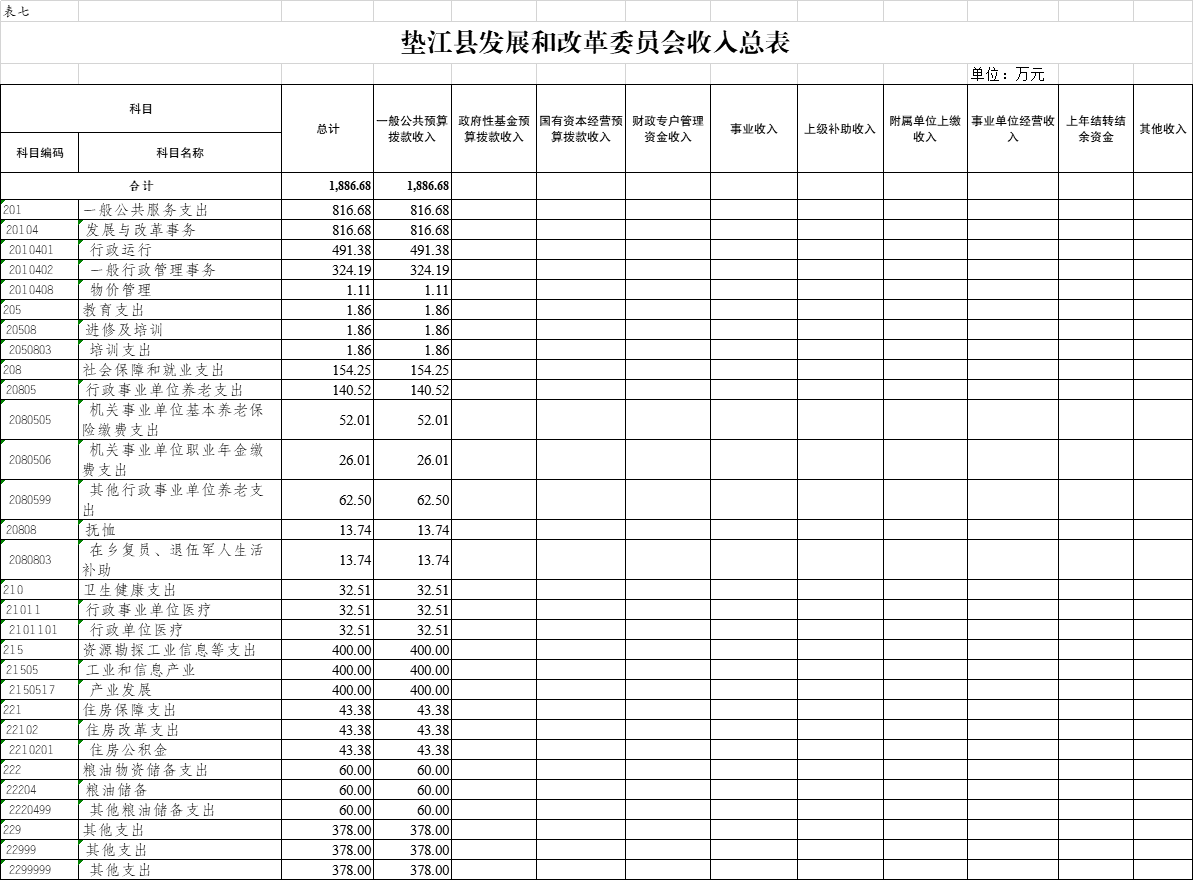 表七
垫江县发展和改革委员会收入总表
单位：万元
科目 总计 一般公共预算拨款收入 政府性基金预算拨款收入 国有资本经营预算拨款收入 财政专户管理资金收入 事业收入 上级补助收入 附属单位上缴收入 事业单位经营收入 上年结转结余资金 其他收入
科目编码 科目名称
合计 1,886.68 1,886.68
201 一般公共服务支出 816.68 816.68
20104 发展与改革事务 816.68 816.68
2010401 行政运行 491.38 491.38
2010402 一般行政管理事务 324.19 324.19
2010408 物价管理 1.11 1.11
205 教育支出 1.86 1.86
20508 进修及培训 1.86 1.86
2050803 培训支出 1.86 1.86
208 社会保障和就业支出 154.25 154.25
20805 行政事业单位养老支出 140.52 140.52
2080505 机关事业单位基本养老保险缴费支出 52.01 52.01
2080506 机关事业单位职业年金缴费支出 26.01 26.01
2080599 其他行政事业单位养老支出 62.50 62.50
20808 抚恤 13.74 13.74
2080803 在乡复员、退伍军人生活补助 13.74 13.74
210 卫生健康支出 32.51 32.51
21011 行政事业单位医疗 32.51 32.51
2101101 行政单位医疗 32.51 32.51
215 资源勘探工业信息等支出 400.00 400.00
21505 工业和信息产业 400.00 400.00
2150517 产业发展 400.00 400.00
221 住房保障支出 43.38 43.38
22102 住房改革支出 43.38 43.38
2210201 住房公积金 43.38 43.38
222 粮油物资储备支出 60.00 60.00
22204 粮油储备 60.00 60.00
2220499 其他粮油储备支出 60.00 60.00
229 其他支出 378.00 378.00
22999 其他支出 378.00 378.00
2299999 其他支出 378.00 378.00